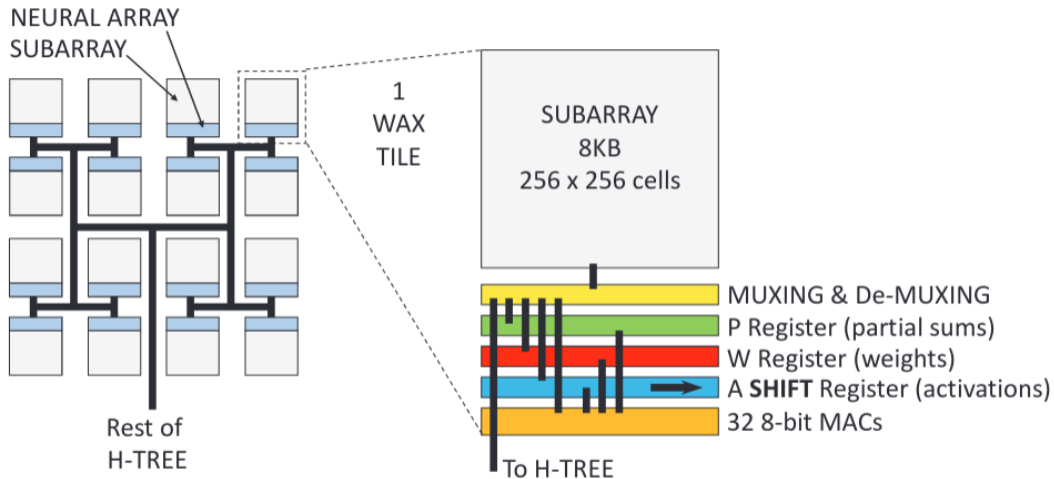 NEURAL ARRAY
SUBARRAY
1
WAX
TILE
SUBARRAY
8KB
256 x 256 cells
MUXING & De-MUXING
P Register (partial sums)
W Register (weights)
A SHIFT Register (activations)
32 8-bit MACs
Rest of
H-TREE
To H-TREE